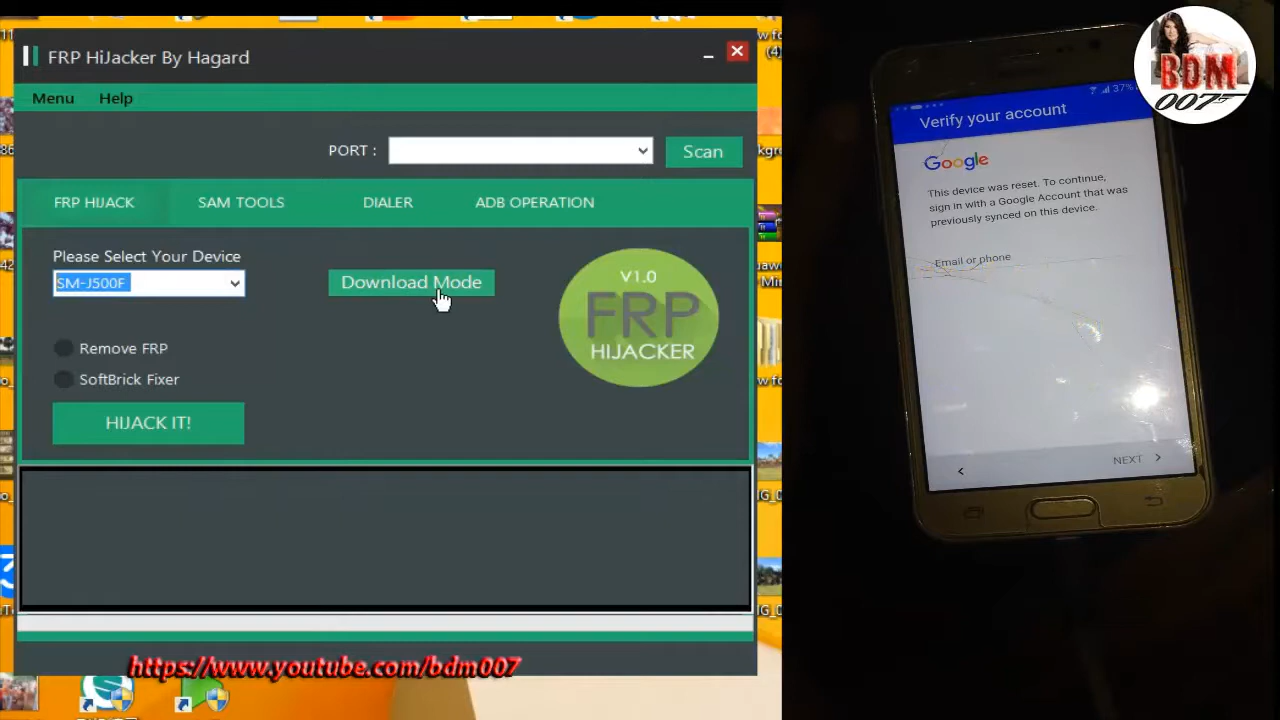 FRP HiJacker By Hagard
Menu Help
PORT :
Scan
FRP HIJACK SAM TOOLS DIALER ADB OPERATION
Please Select Your Device
SM-J500F
Download Mode
Remove FRP
SoftBrick Fixer
HIJACK IT!
V1.0
FRP
HIJACKER
https://www.youtube.com/bdm007
BDM
007
37%
Verify your account
Google
This device was reset. To continue,
sign in with a Google Account that was
previously synced on this device.
Email or phone
NEXT